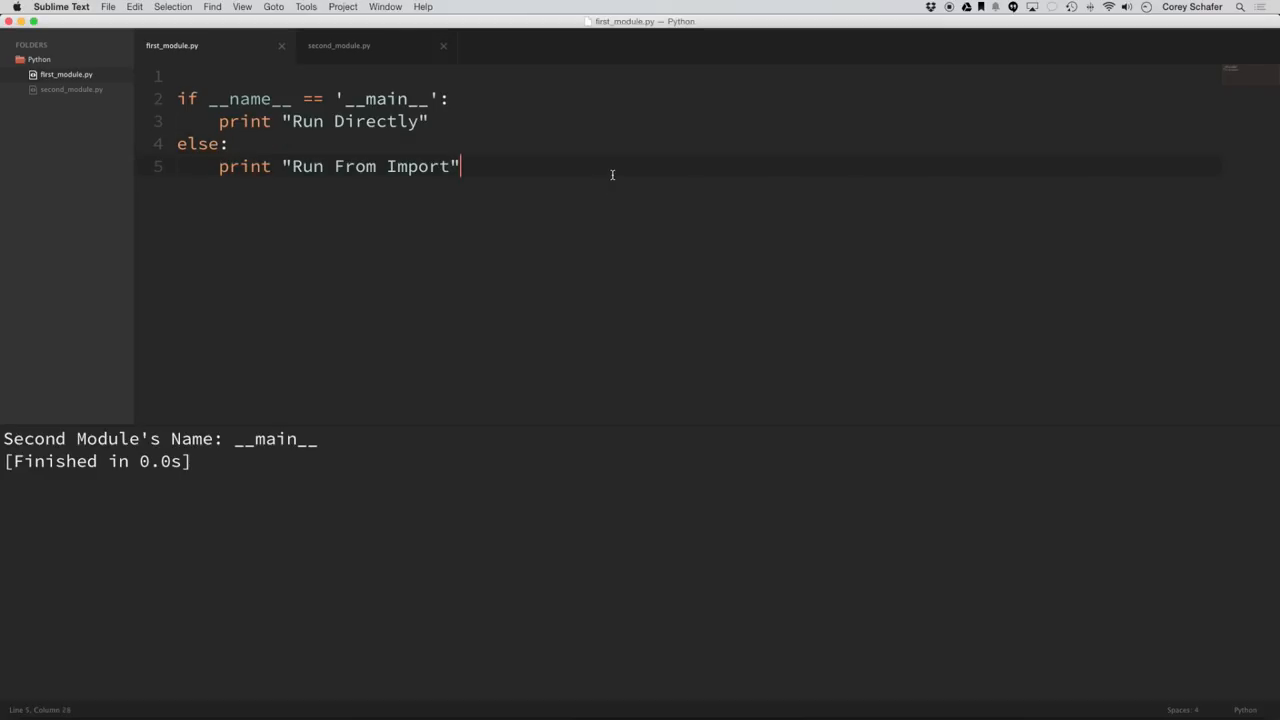 Sublime Text File Edit Selection Find View Goto Tools Project Window Help Corey Schafer
first_module.py — Python
FOLDERS
Python
first_module.py
second_module.py
first_module.py second_module.py
1
2 if __name__ == '__main__':
3 print "Run Directly"
4 else:
5 print "Run From Import"
Second Module's Name: __main__
[Finished in 0.0s]
Line 5, Column 28 Spaces: 4 Python